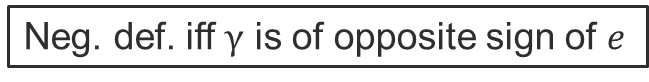 Neg. def. iff γ is of opposite sign of 𝑒